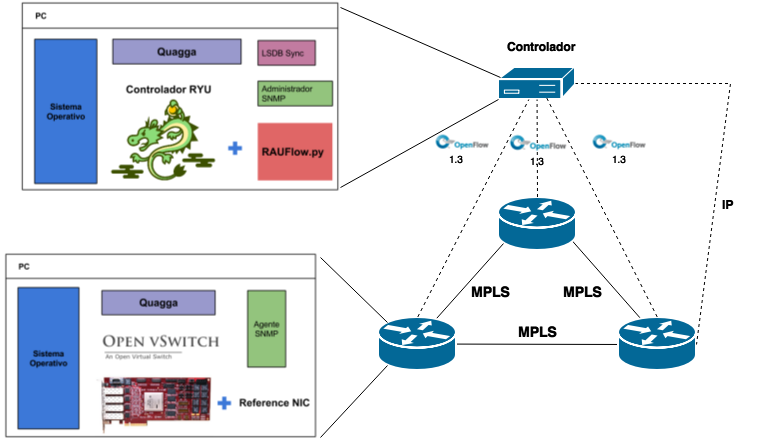 PC
Sistema
Operativo
Quagga
LSDB Sync
Controlador RYU
Administrador
SNMP
RAUFlow.py
Controlador
OpenFlow
1.3
OpenFlow
1.3
OpenFlow
1.3
IP
MPLS
MPLS
MPLS
PC
Sistema
Operativo
Quagga
Agente
SNMP
OPEN VSWITCH
An Open Virtual Switch
Reference NIC